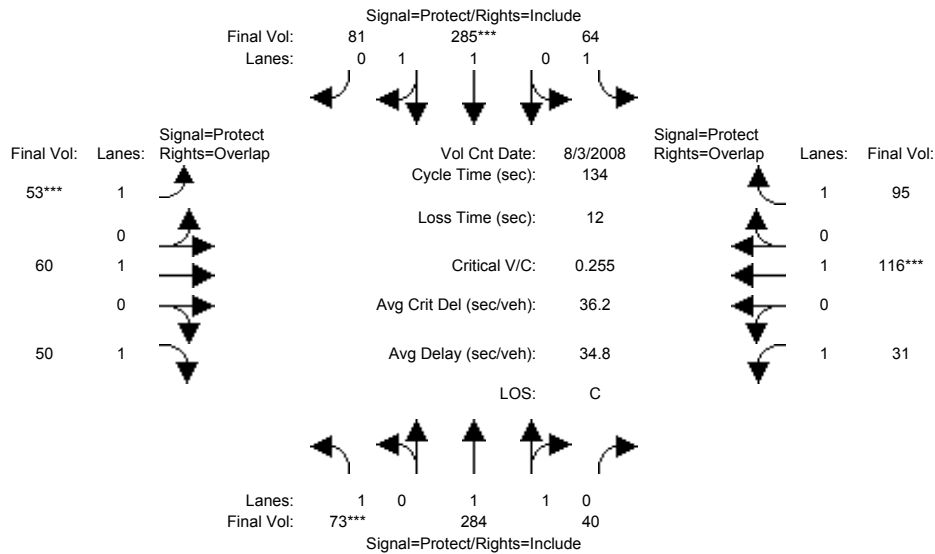 Signal=Protect/Rights=Include
Final Vol: 81 285*** 64
Lanes: 0 1 1 0 1
Signal=Protect
Final Vol: Lanes: Rights=Overlap
Vol Cnt Date: 8/3/2008
Signal=Protect
Rights=Overlap Lanes: Final Vol:
Cycle Time (sec): 134
53*** 1
1 95
Loss Time (sec): 12
0
0
60 1
Critical V/C: 0.255
1 116***
0
Avg Crit Del (sec/veh): 36.2
0
50 1
Avg Delay (sec/veh): 34.8
1 31
LOS: C
Lanes: 1 0 1 1 0
Final Vol: 73*** 284 40
Signal=Protect/Rights=Include